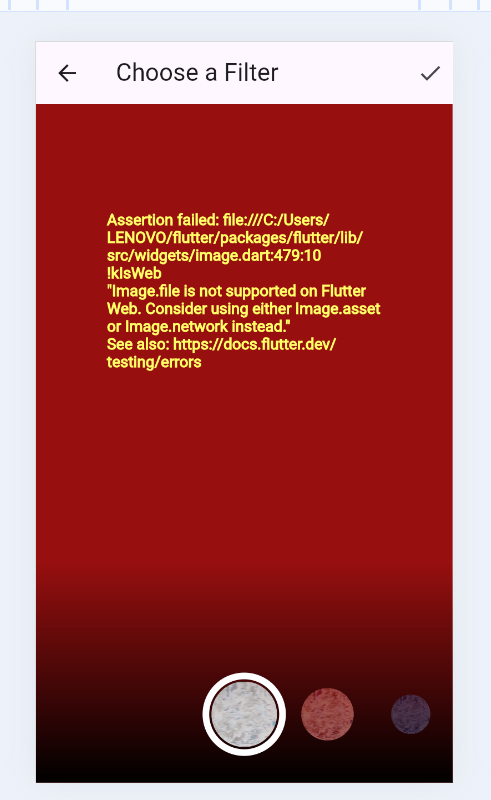 Choose a Filter
Assertion failed: file:///C:/Users/
LENOVO/flutter/packages/flutter/lib/
src/widgets/image.dart:479:10
!kIsWeb
"Image.file is not supported on Flutter
Web. Consider using either Image.asset
or Image.network instead."
See also: https://docs.flutter.dev/
testing/errors